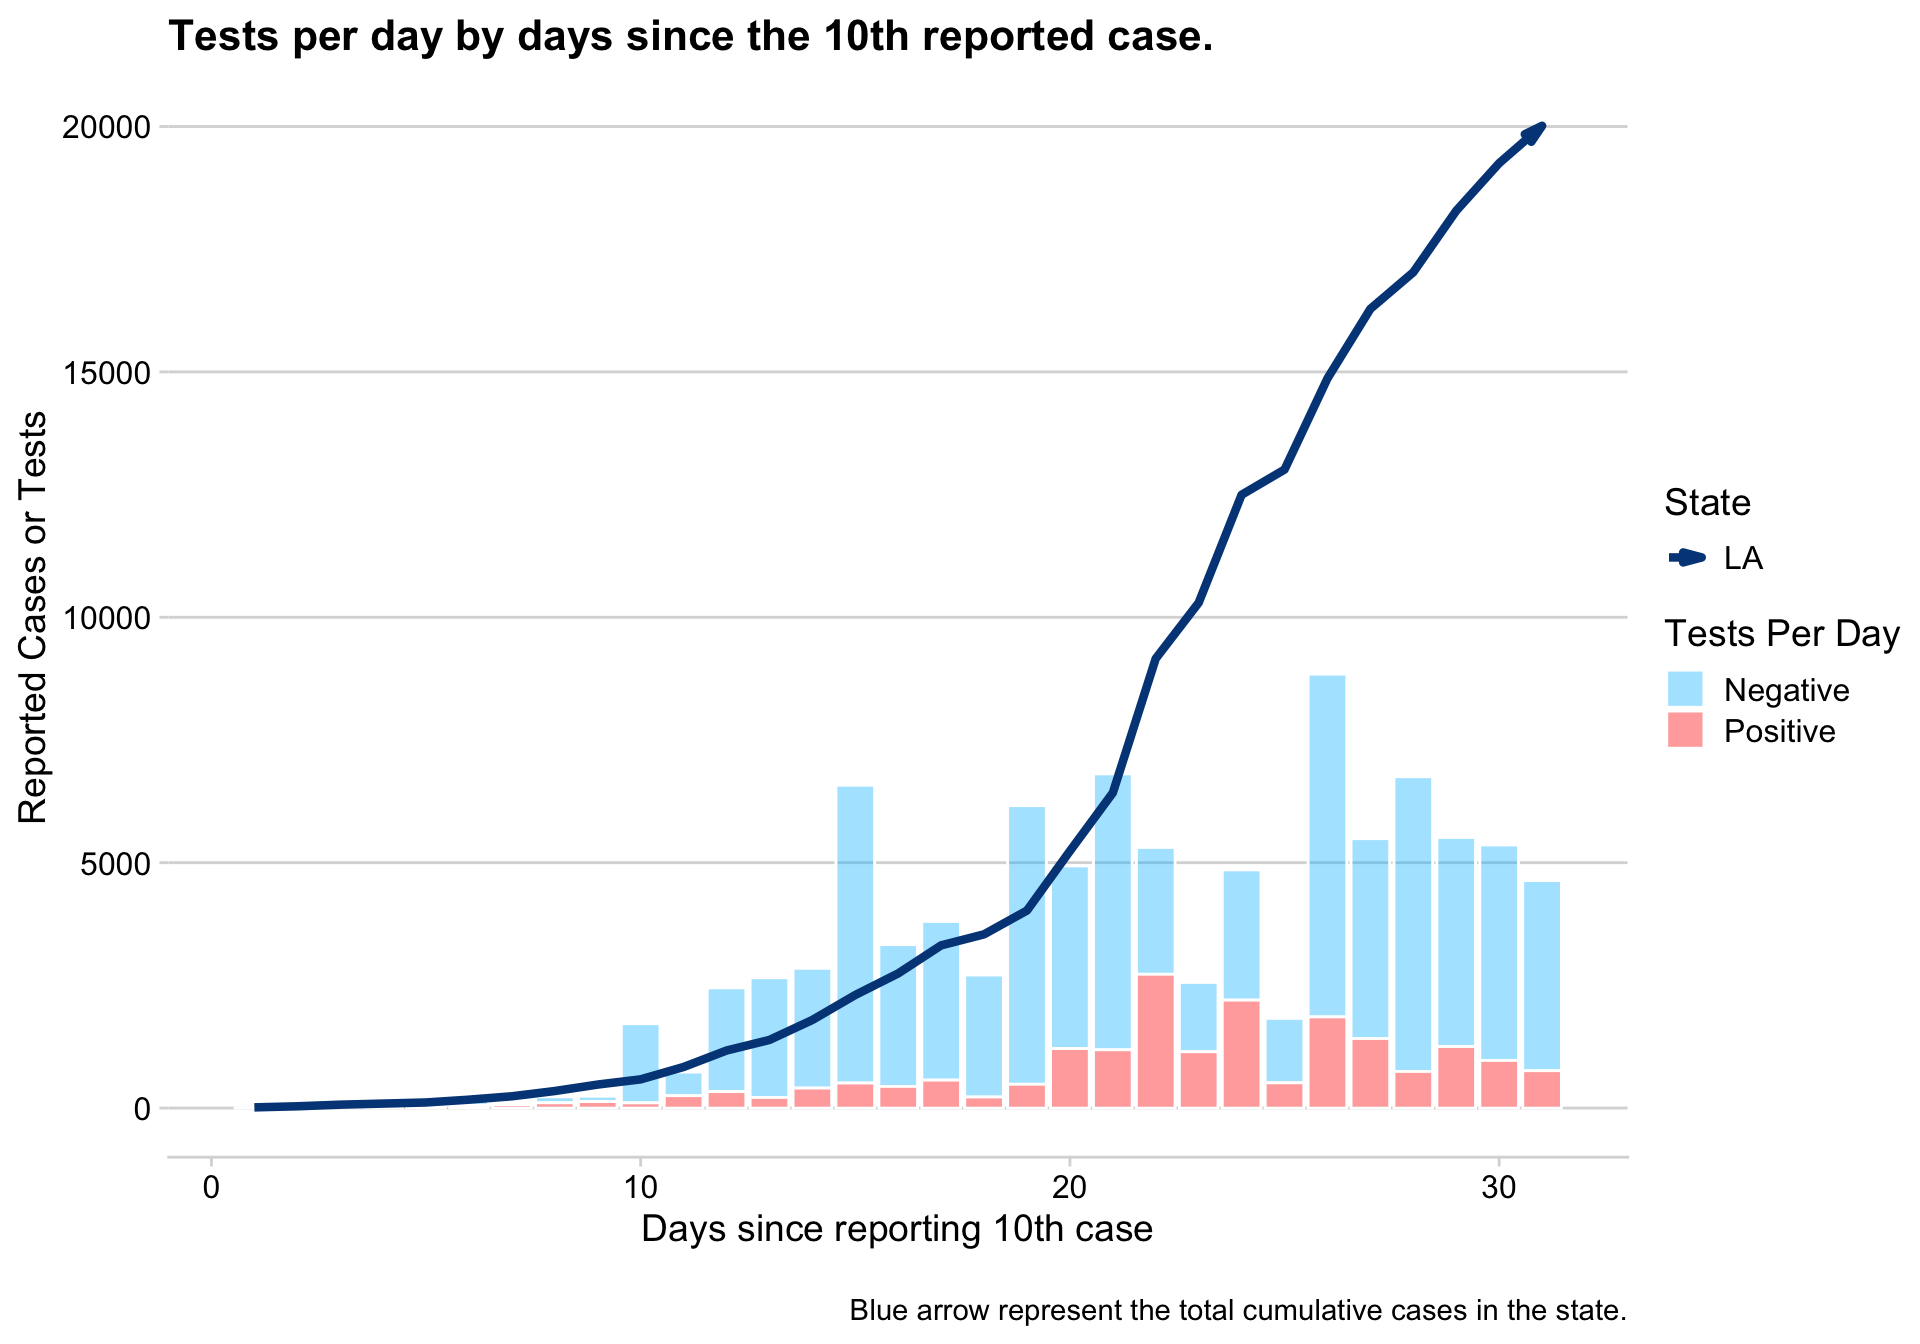 Tests per day by days since the 10th reported case.
20000
15000
10000
5000
0
Reported Cases or Tests
0 10 20 30
Days since reporting 10th case
State
LA
Tests Per Day
Negative
Positive
Blue arrow represent the total cumulative cases in the state.